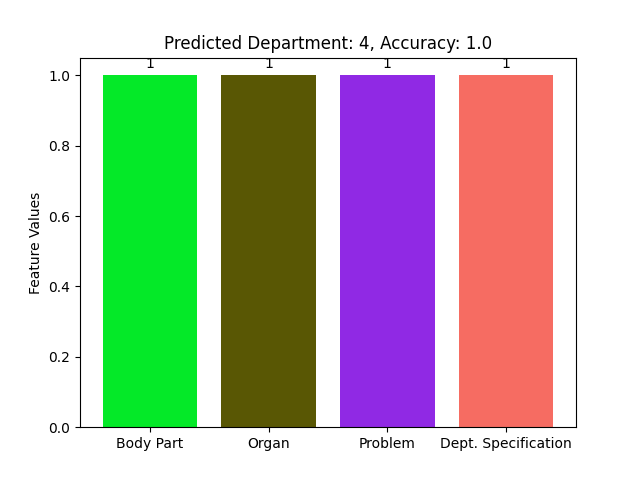 Predicted Department: 4, Accuracy: 1.0
1 1 1 1
1.0
0.8
0.6
0.4
0.2
0.0
Feature Values
Body Part Organ Problem Dept. Specification